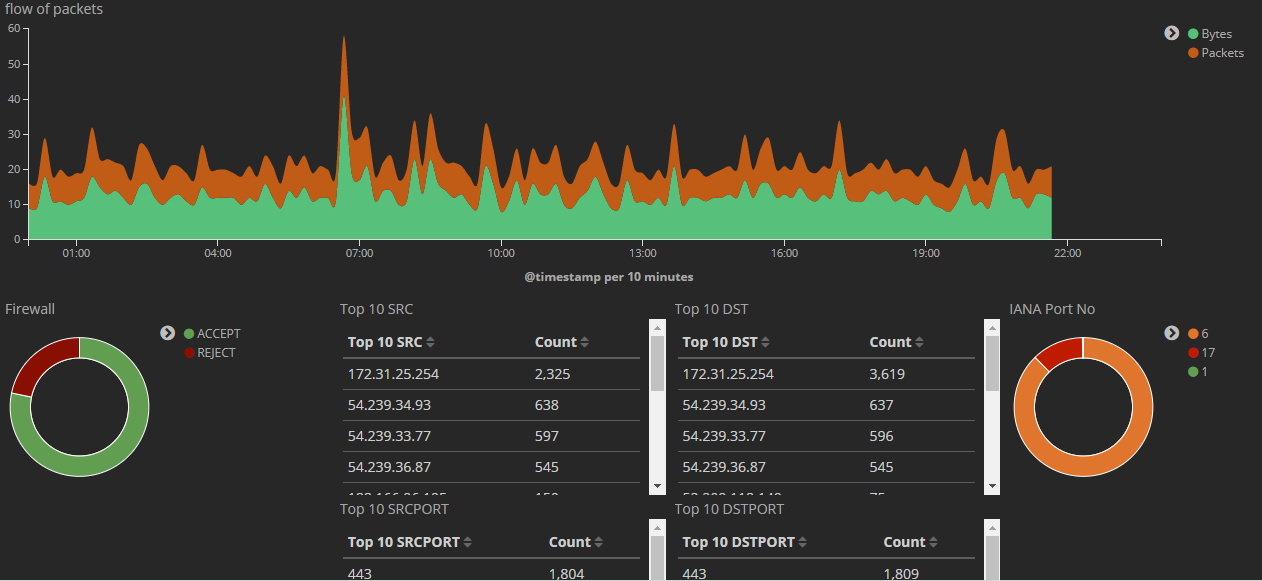 flow of packets
60
50
40
30
20
10
0
01:00
04:00
07:00
10:00
13:00
16:00
19:00
22:00
@timestamp per 10 minutes
Bytes
Packets
Firewall
ACCEPT
REJECT
Top 10 SRC
Top 10 SRC Count
172.31.25.254 2,325
54.239.34.93 638
54.239.33.77 597
54.239.36.87 545
Top 10 DST
Top 10 DST Count
172.31.25.254 3,619
54.239.34.93 637
54.239.33.77 596
54.239.36.87 545
IANA Port No
6
17
1
Top 10 SRCPORT
Top 10 SRCPORT Count
443 1,804
Top 10 DSTPORT
Top 10 DSTPORT Count
443 1,809